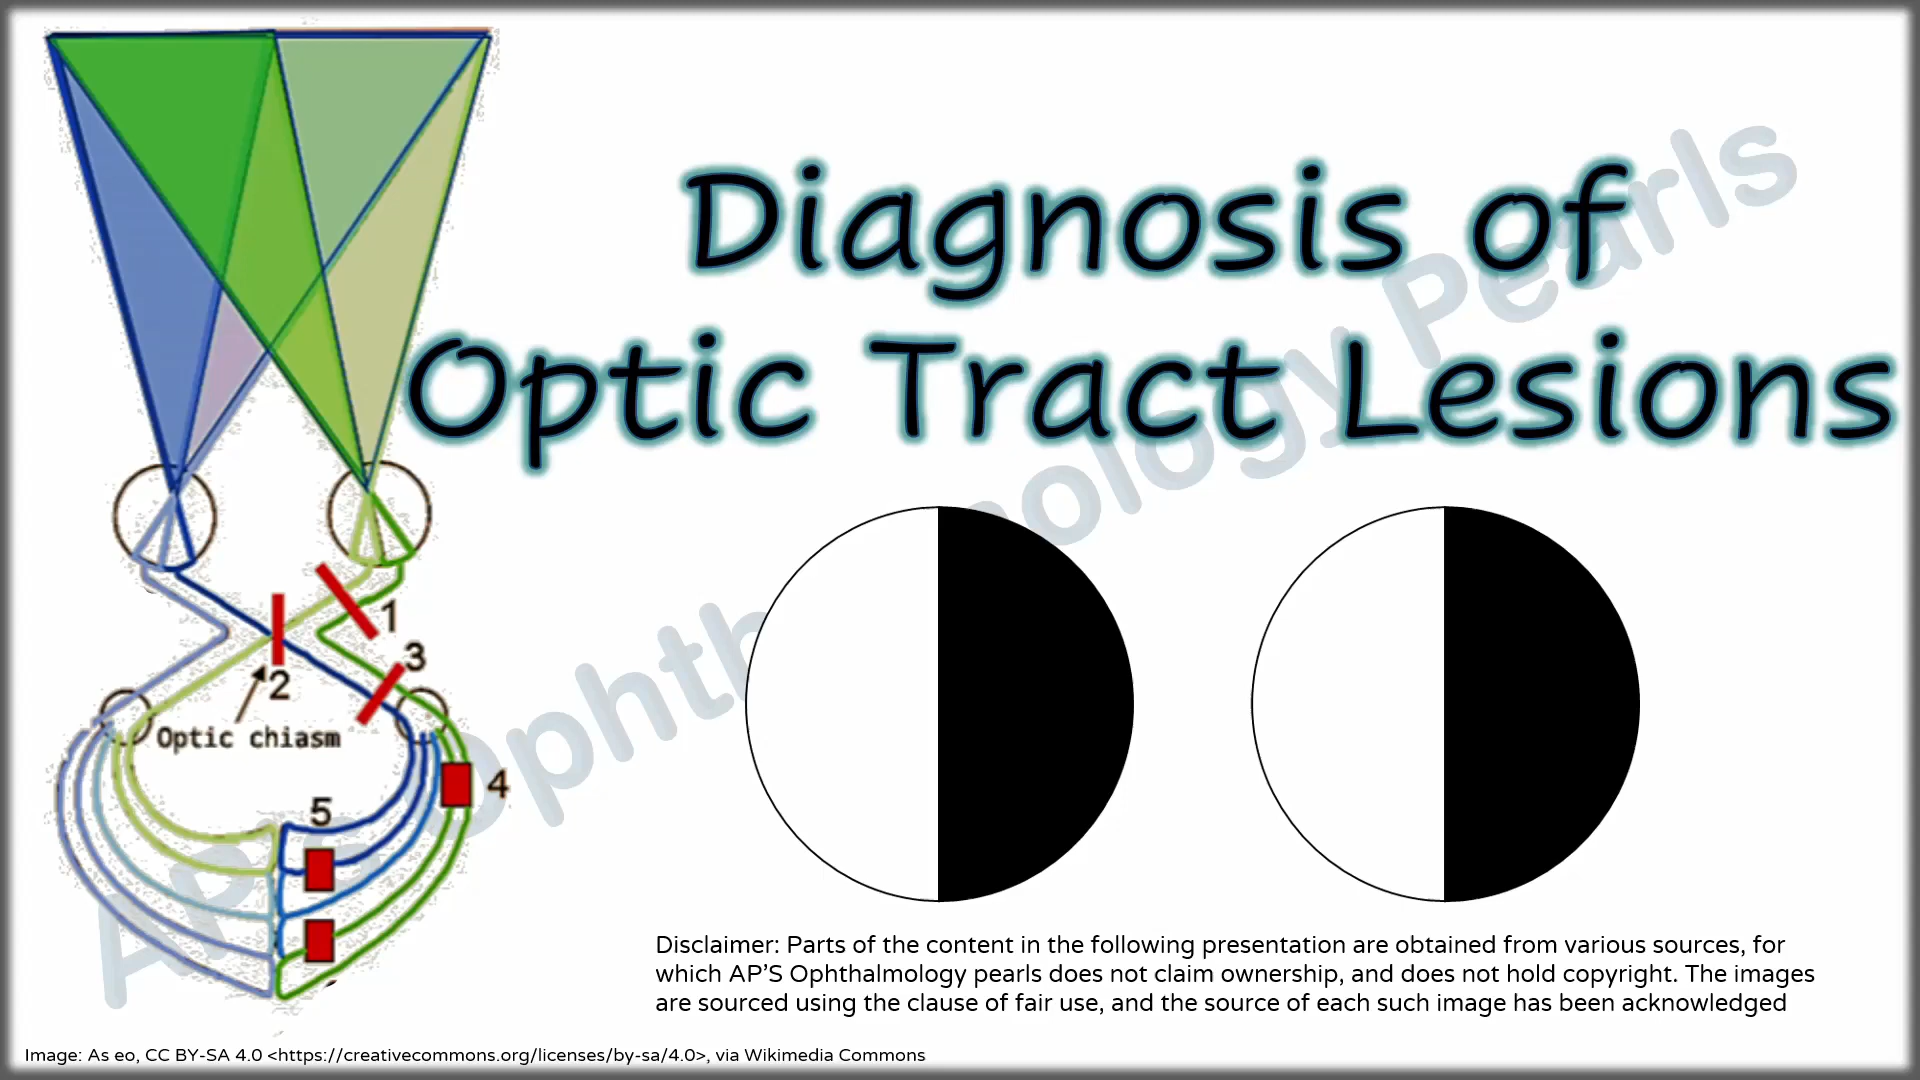 Diagnosis of
Optic Tract Lesions
1
3
2
Optic chiasm
4
5
AP'S Ophthalmology Pearls
Disclaimer: Parts of the content in the following presentation are obtained from various sources, for
which AP'S Ophthalmology pearls does not claim ownership, and does not hold copyright. The images
are sourced using the clause of fair use, and the source of each such image has been acknowledged
Image: As eo, CC BY-SA 4.0 <https://creativecommons.org/licenses/by-sa/4.0>, via Wikimedia Commons